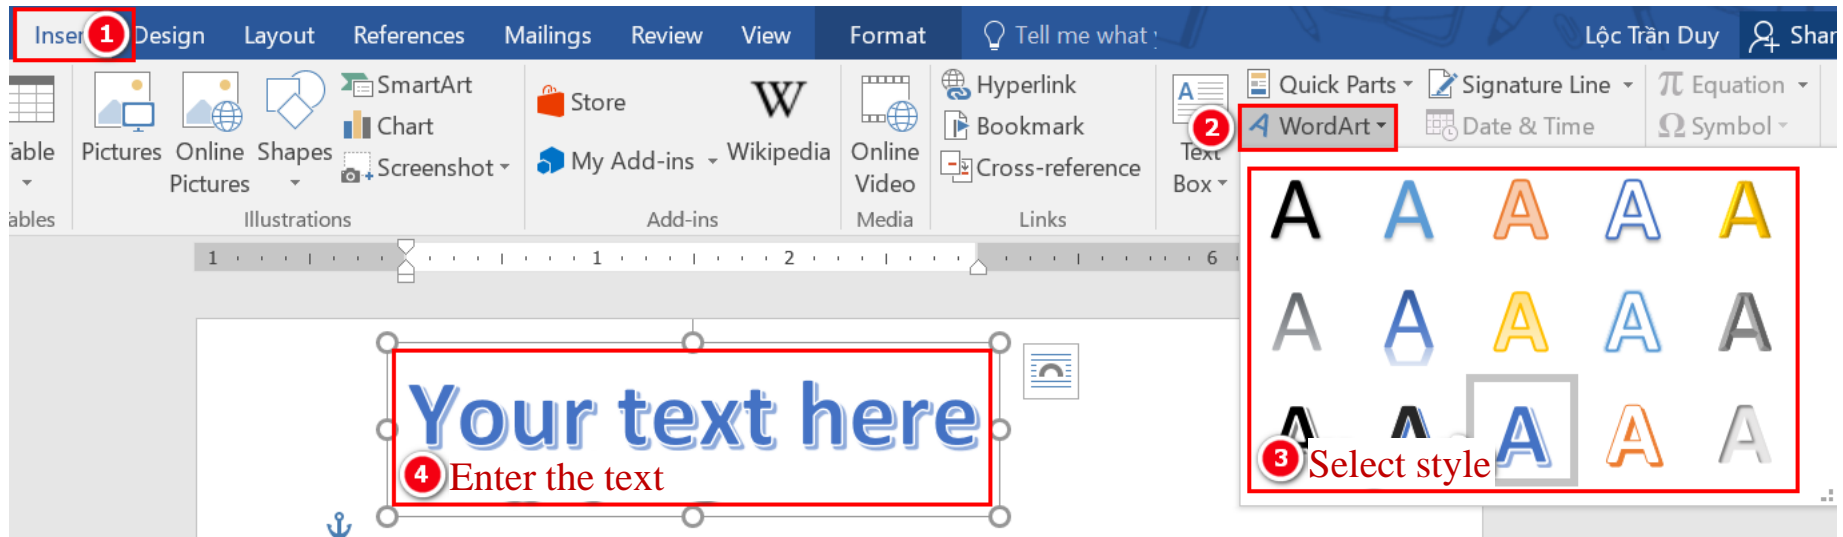 Inser 1 Design Layout References Mailings Review View Format Tell me what y Lộc Trần Duy Shar
SmartArt
Chart
Screenshot
able
Pictures
Online
Pictures
Shapes
ables
Illustrations
Store
My Add-ins
Add-ins
W
Wikipedia
Online
Video
Media
Hyperlink
Bookmark
Cross-reference
Links
A
Text
Box
2
Quick Parts Signature Line π Equation
A WordArt Date & Time Ω Symbol
1 1 2 6
A A A A A
A A A A A
A A A A A
3 Select style
Your text here
4 Enter the text